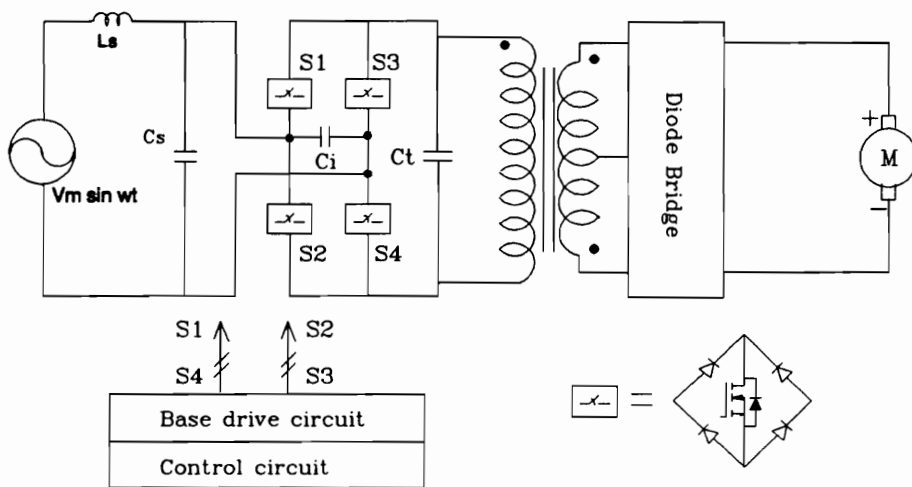 Ls
S1
S3
Cs
Ci
Ct
Vm sin wt
S2
S4
Diode Bridge
+
M
−
S1
S2
S4
S3
Base drive circuit
Control circuit
=